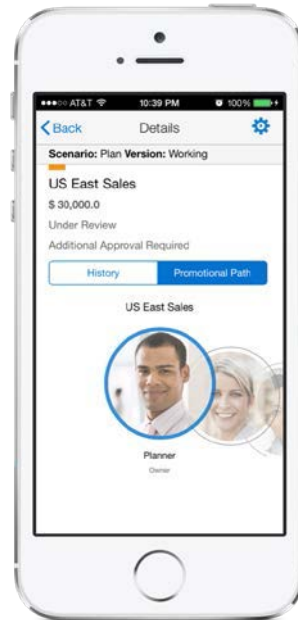 AT&T 10:39 PM 100%
Back Details
Scenario: Plan Version: Working
US East Sales
$ 30,000.0
Under Review
Additional Approval Required
History Promotional Path
US East Sales
Planner
Owner